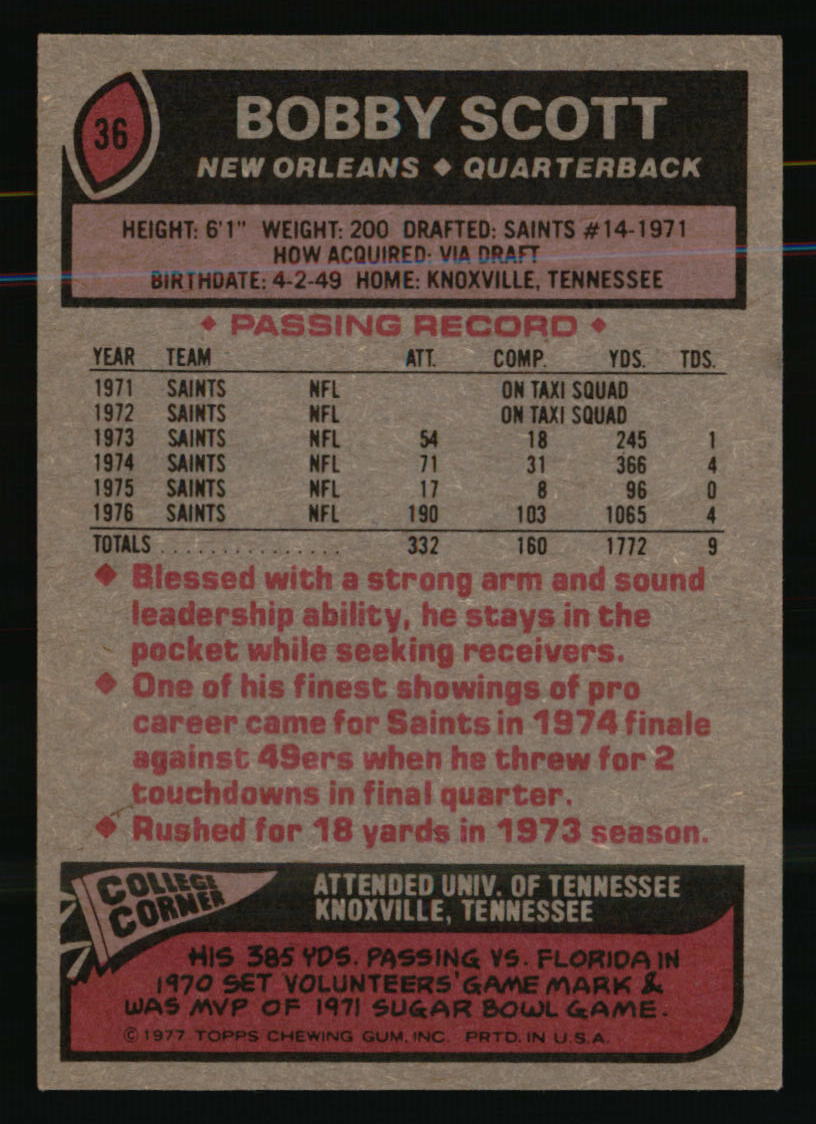 36
BOBBY SCOTT
NEW ORLEANS ◆ QUARTERBACK
HEIGHT: 6'1" WEIGHT: 200 DRAFTED: SAINTS #14-1971
HOW ACQUIRED: VIA DRAFT
BIRTHDATE: 4-2-49 HOME: KNOXVILLE, TENNESSEE
◆ PASSING RECORD ◆
YEAR TEAM ATT. COMP. YDS. TDS.
1971 SAINTS NFL ON TAXI SQUAD
1972 SAINTS NFL ON TAXI SQUAD
1973 SAINTS NFL 54 18 245 1
1974 SAINTS NFL 71 31 366 4
1975 SAINTS NFL 17 8 96 0
1976 SAINTS NFL 190 103 1065 4
TOTALS ............... 332 160 1772 9
◆ Blessed with a strong arm and sound
leadership ability, he stays in the
pocket while seeking receivers.
◆ One of his finest showings of pro
career came for Saints in 1974 finale
against 49ers when he threw for 2
touchdowns in final quarter.
◆ Rushed for 18 yards in 1973 season.
COLLEGE
CORNER
ATTENDED UNIV. OF TENNESSEE
KNOXVILLE, TENNESSEE
HIS 385 YDS. PASSING VS. FLORIDA IN
1970 SET VOLUNTEERS' GAME MARK &
WAS MVP OF 1971 SUGAR BOWL GAME.
© 1977 TOPPS CHEWING GUM, INC. PRTD. IN U.S.A.